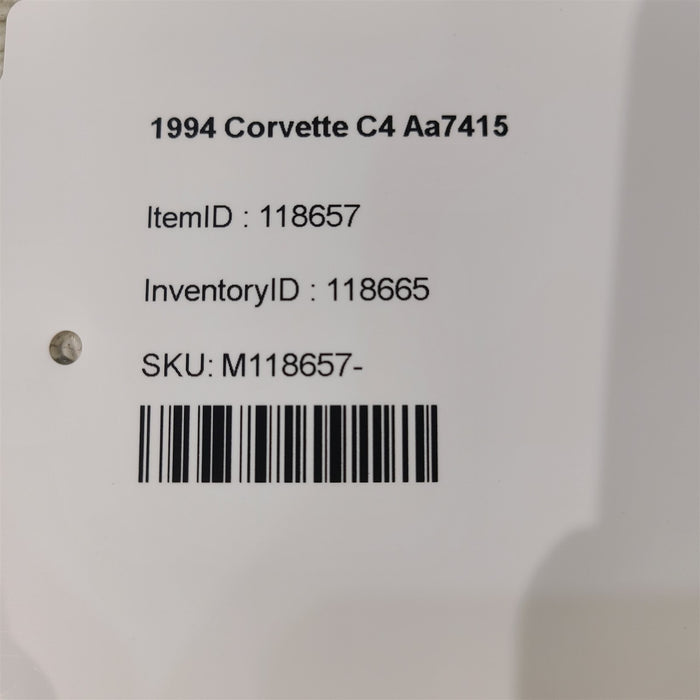 1994 Corvette C4 Aa7415
ItemID : 118657
InventoryID : 118665
SKU: M118657-